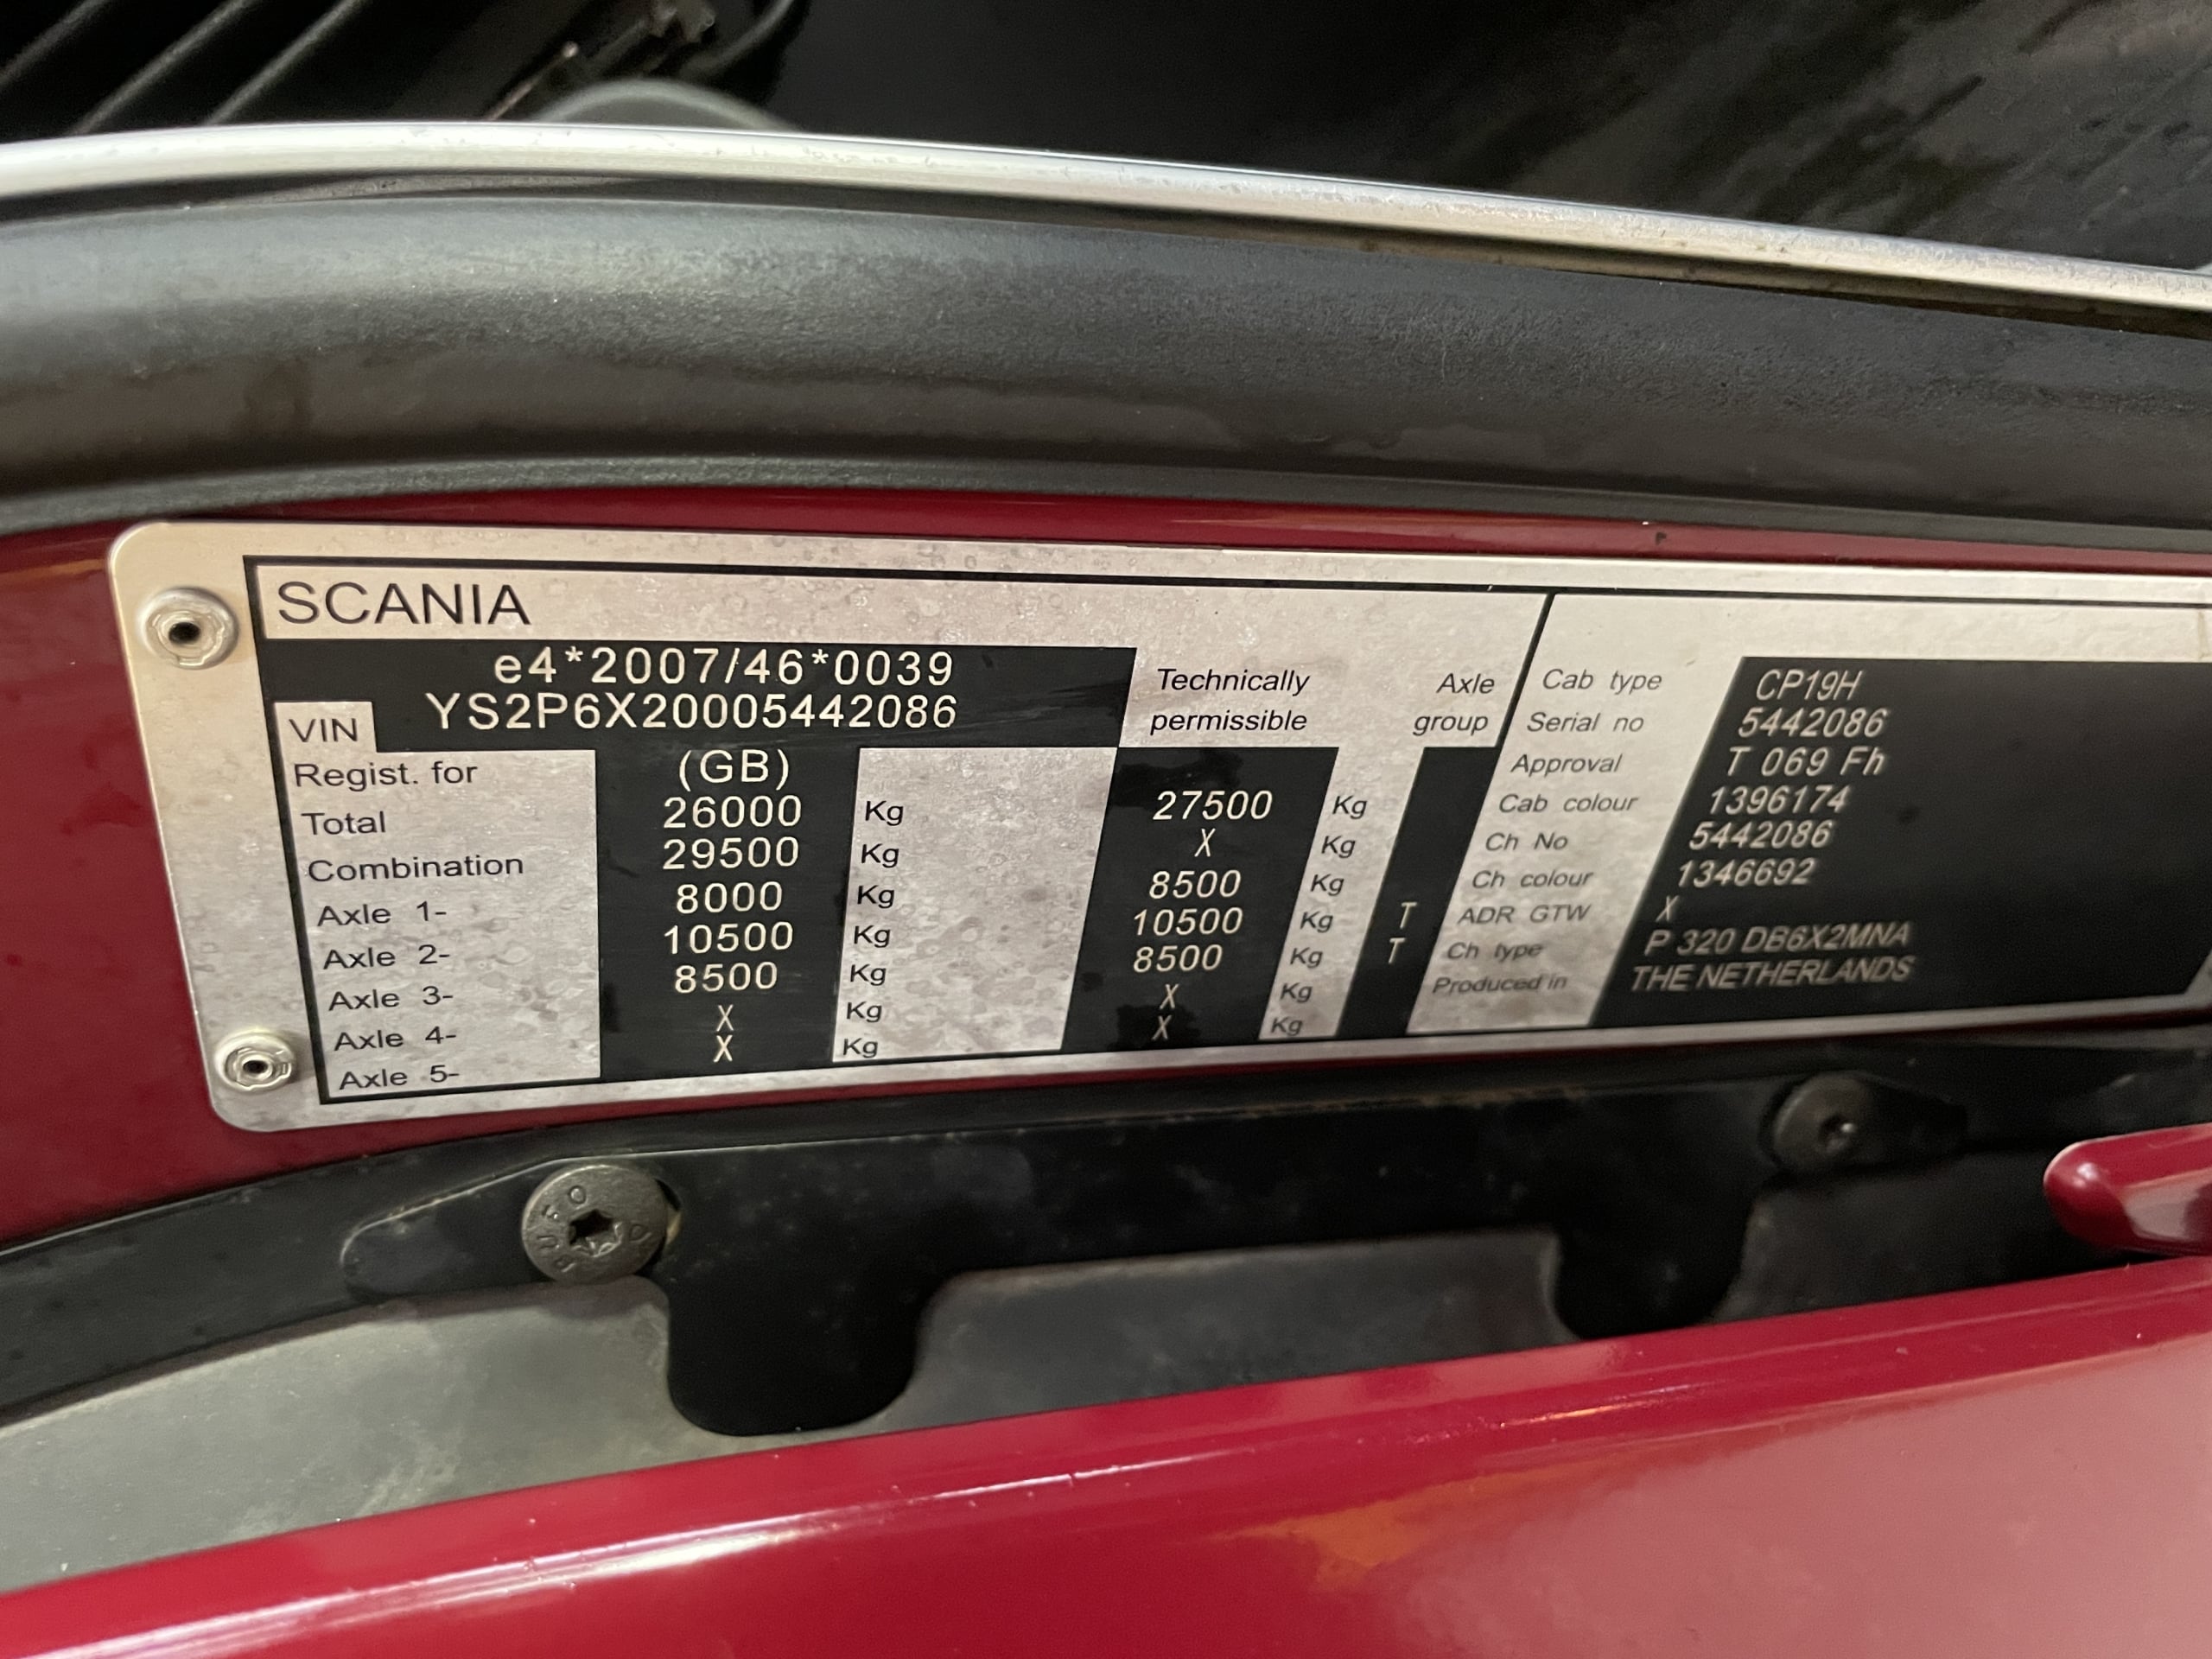 SCANIA
e4*2007/46*0039
VIN YS2P6X20005442086
Technically permissible
Axle group
Regist. for (GB)
Total 26000 Kg 27500 Kg
Combination 29500 Kg X Kg
Axle 1- 8000 Kg 8500 Kg
Axle 2- 10500 Kg 10500 Kg T
Axle 3- 8500 Kg 8500 Kg T
Axle 4- X Kg X Kg
Axle 5- X Kg X Kg
Cab type CP19H
Serial no 5442086
Approval T 069 Fh
Cab colour 1396174
Ch No 5442086
Ch colour 1346692
ADR GTW X
Ch type P 320 DB6X2MNA
Produced in THE NETHERLANDS